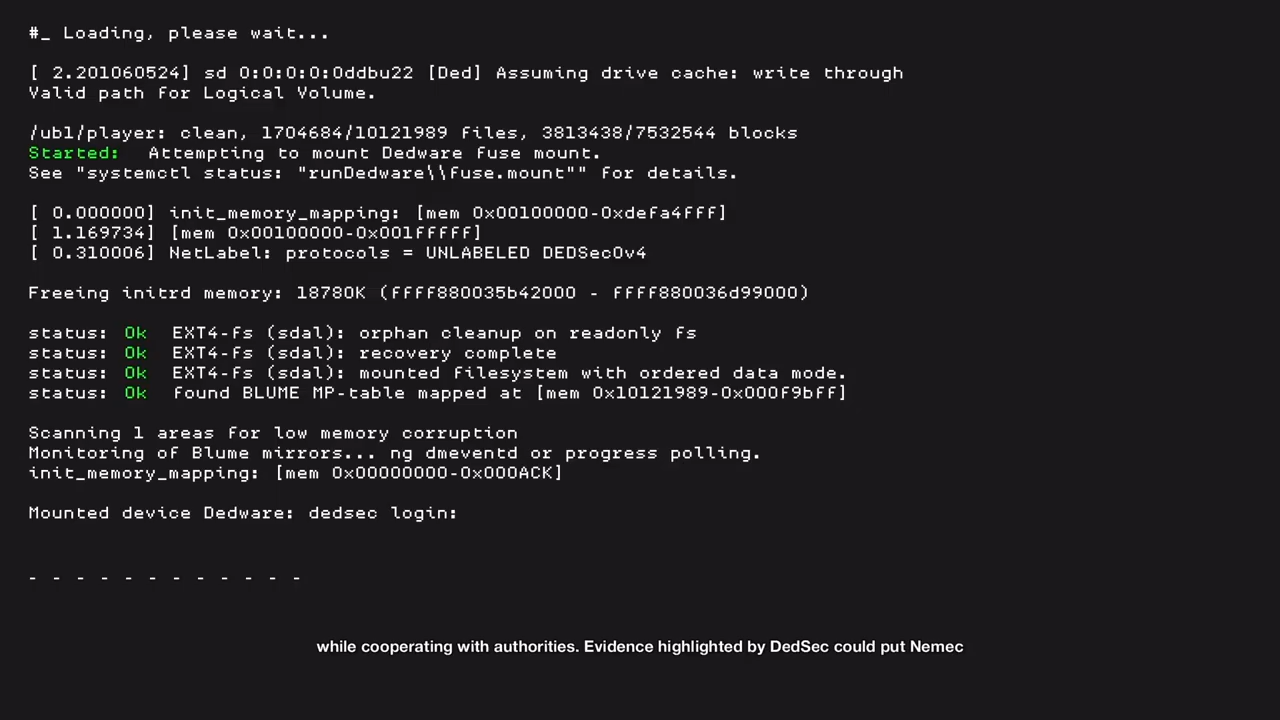 #_ Loading, please wait...
[ 2.201060524] sd 0:0:0:0:0ddbu22 [Ded] Assuming drive cache: write through
Valid path for Logical Volume.
/ubl/player: clean, 1704684/10121989 files, 3813438/7532544 blocks
Started: Attempting to mount Dedware Fuse mount.
See "systemctl status: "runDedware\\fuse.mount"" for details.
[ 0.000000] init_memory_mapping: [mem 0x00100000-0xdefa4fff]
[ 1.169734] [mem 0x00100000-0x001fffff]
[ 0.310006] NetLabel: protocols = UNLABELED DEDSecOv4
Freeing initrd memory: 18780K (ffff880035b42000 - ffff880036d99000)
status: Ok EXT4-fs (sdal): orphan cleanup on readonly fs
status: Ok EXT4-fs (sdal): recovery complete
status: Ok EXT4-fs (sdal): mounted filesystem with ordered data mode.
status: Ok found BLUME MP-table mapped at [mem 0x10121989-0x000f9bff]
Scanning 1 areas for low memory corruption
Monitoring of Blume mirrors... ng dmeventd or progress polling.
init_memory_mapping: [mem 0x00000000-0x000ACK]
Mounted device Dedware: dedsec login:
- - - - - - - - - - - -
while cooperating with authorities. Evidence highlighted by DedSec could put Nemec